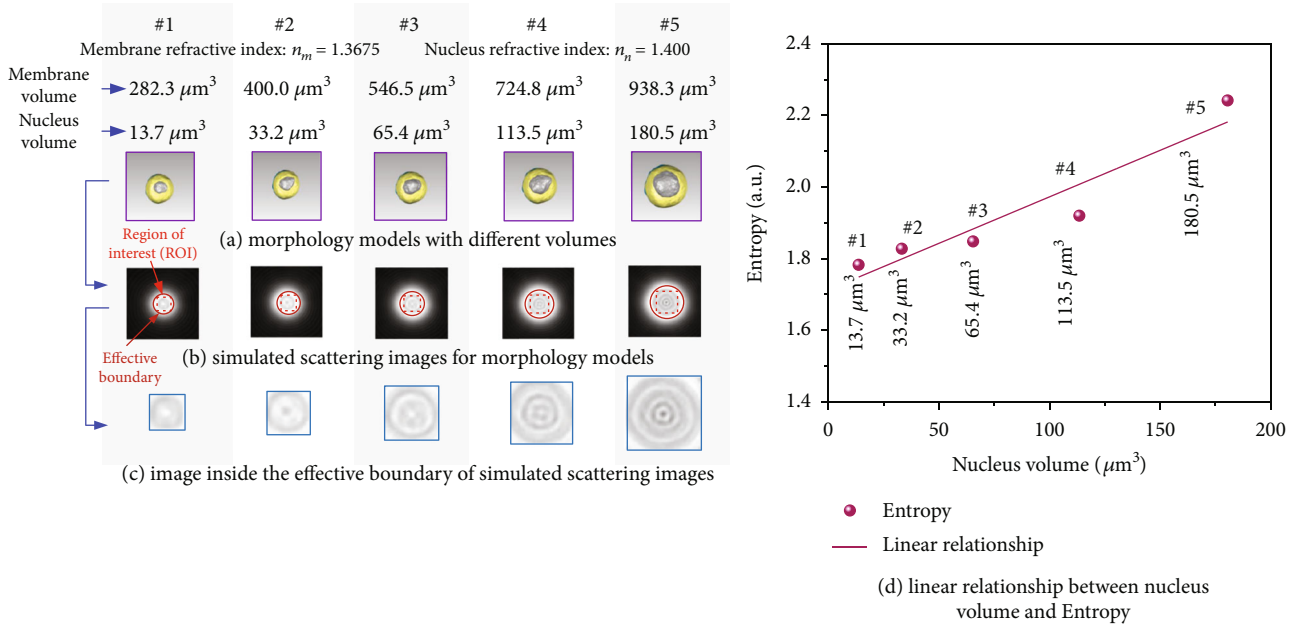 #1 #2 #3 #4 #5
Membrane refractive index: nₘ = 1.3675 Nucleus refractive index: nₙ = 1.400
Membrane
volume
282.3 μm³ 400.0 μm³ 546.5 μm³ 724.8 μm³ 938.3 μm³
Nucleus
volume
13.7 μm³ 33.2 μm³ 65.4 μm³ 113.5 μm³ 180.5 μm³
(a) morphology models with different volumes
Region of
interest (ROI)
Effective
boundary
(b) simulated scattering images for morphology models
(c) image inside the effective boundary of simulated scattering images
Entropy (a.u.)
2.4
2.2
2.0
1.8
1.6
1.4
#1
#2
#3
#4
#5
13.7 μm³
33.2 μm³
65.4 μm³
113.5 μm³
180.5 μm³
0 50 100 150 200
Nucleus volume (μm³)
Entropy
Linear relationship
(d) linear relationship between nucleus
volume and Entropy